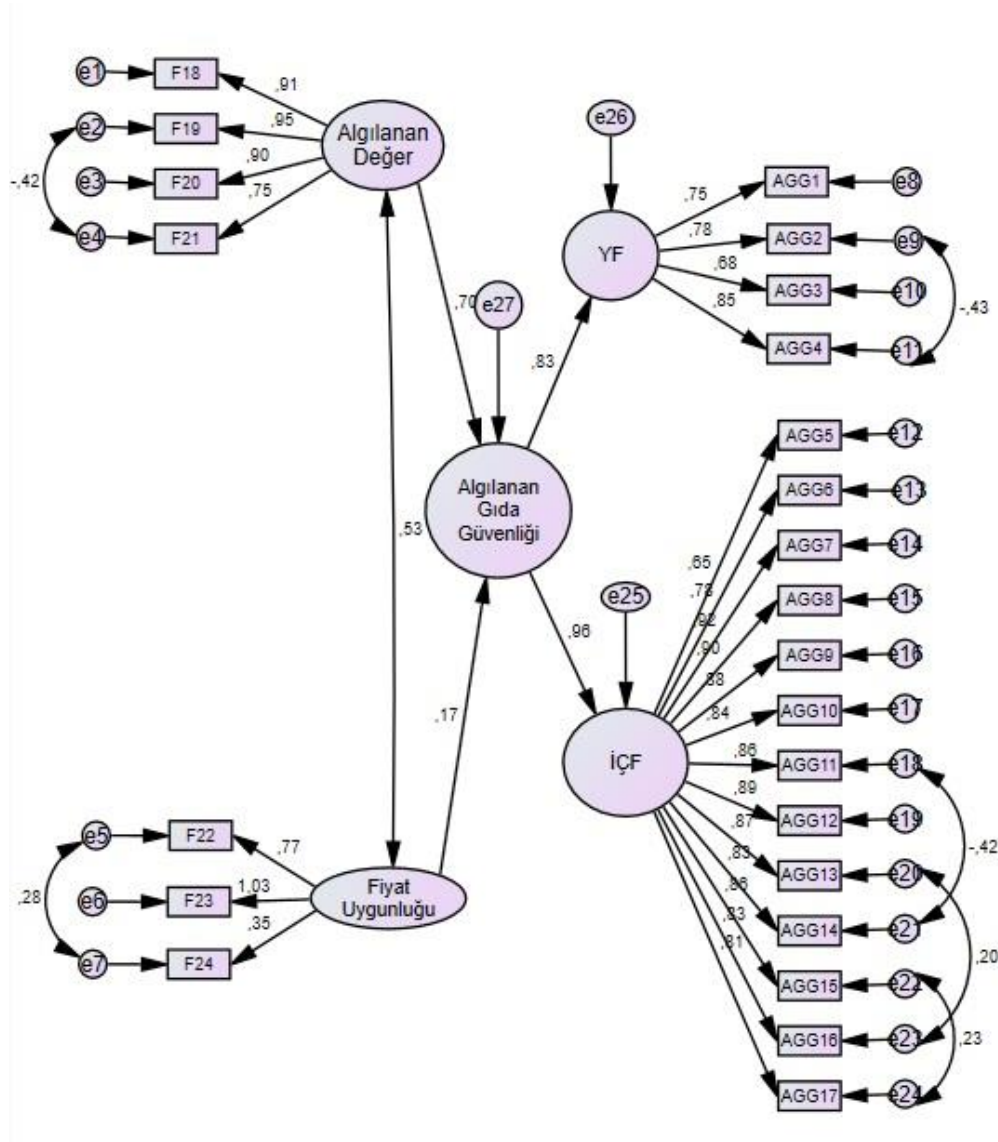 e1
F18
,91
e2
F19
,95
-,42
e3
F20
,90
e4
F21
,75
Algılanan
Değer
,70
e27
e26
YF
,83
,75
AGG1
e8
,78
AGG2
e9
,68
AGG3
e10
-,43
,85
AGG4
e11
Algılanan
Gıda
Güvenliği
,53
,96
,17
e25
İÇF
,65
AGG5
e12
,78
AGG6
e13
,92
AGG7
e14
,90
AGG8
e15
,88
AGG9
e16
,84
AGG10
e17
,86
AGG11
e18
,89
AGG12
e19
-,42
,87
AGG13
e20
,83
AGG14
e21
,20
,86
AGG15
e22
,83
AGG16
e23
,23
,81
AGG17
e24
e5
F22
,77
,28
e6
F23
1,03
e7
F24
,35
Fiyat
Uygunluğu